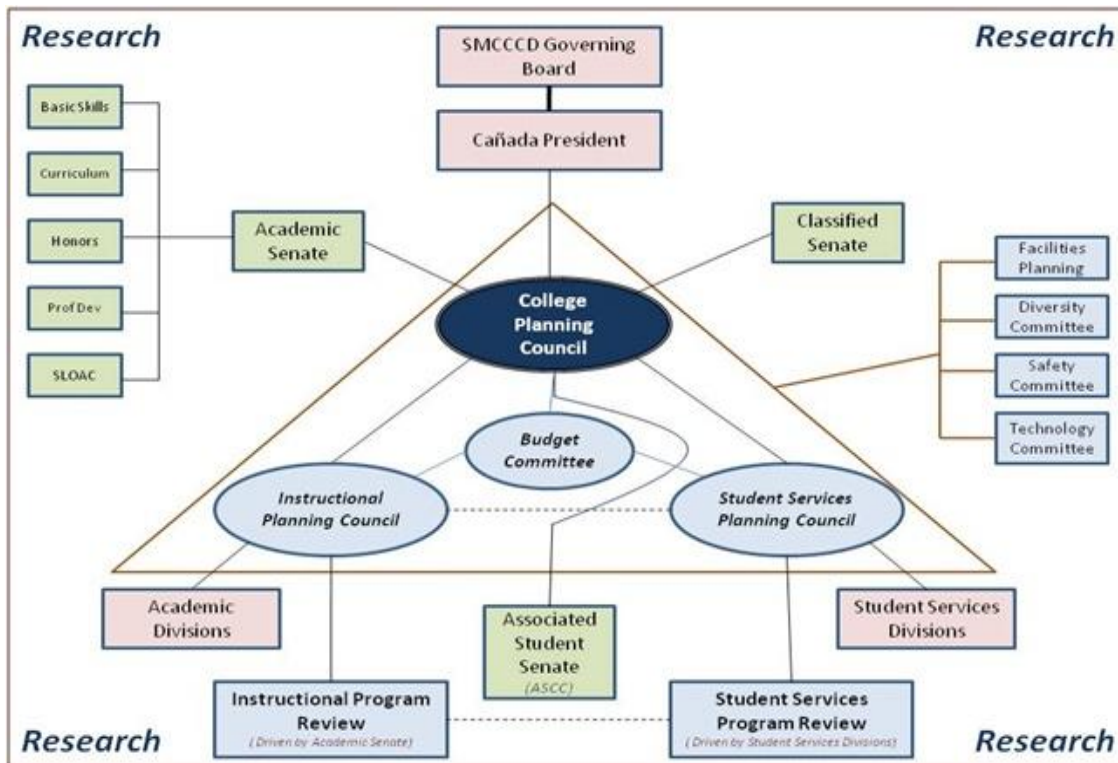 Research
Research
SMCCCD Governing
Board
Cañada President
Basic Skills
Curriculum
Honors
Prof Dev
SLOAC
Academic
Senate
Classified
Senate
Facilities
Planning
Diversity
Committee
Safety
Committee
Technology
Committee
College
Planning
Council
Budget
Committee
Instructional
Planning Council
Student Services
Planning Council
Academic
Divisions
Associated
Student
Senate
(ASCC)
Student Services
Divisions
Instructional Program
Review
( Driven by Academic Senate)
Student Services
Program Review
( Driven by Student Services Divisions)
Research
Research